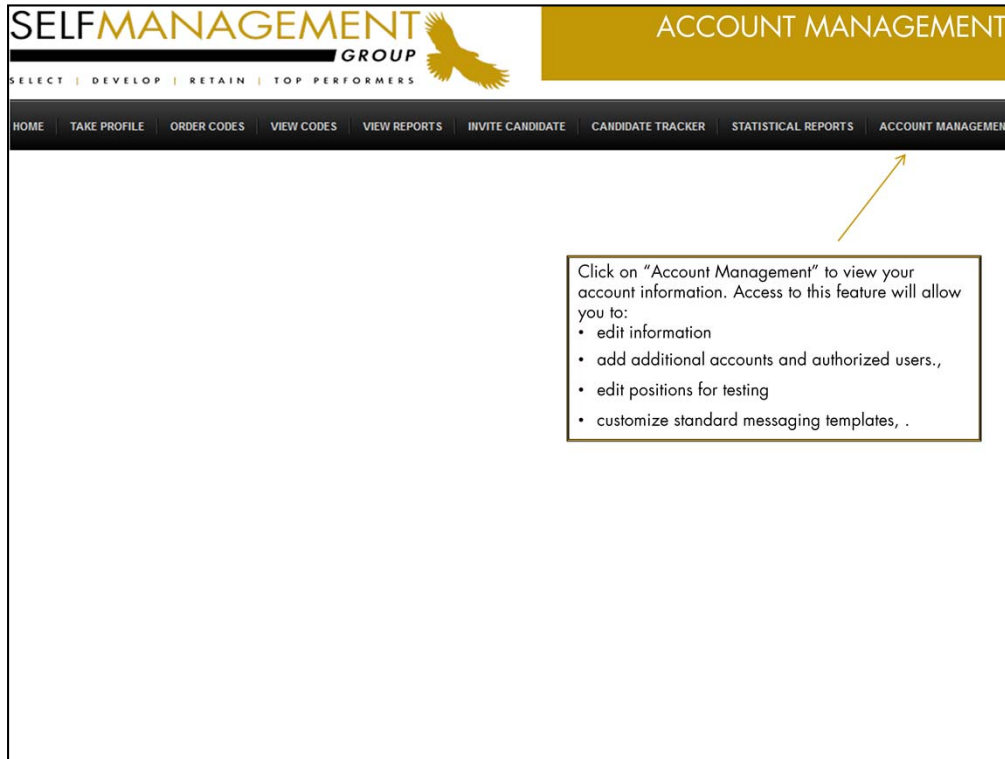 SELFMANAGEMENT
GROUP
SELECT | DEVELOP | RETAIN | TOP PERFORMERS
ACCOUNT MANAGEMENT
HOME TAKE PROFILE ORDER CODES VIEW CODES VIEW REPORTS INVITE CANDIDATE CANDIDATE TRACKER STATISTICAL REPORTS ACCOUNT MANAGEMEN
Click on “Account Management” to view your
account information. Access to this feature will allow
you to:
• edit information
• add additional accounts and authorized users.,
• edit positions for testing
• customize standard messaging templates, .